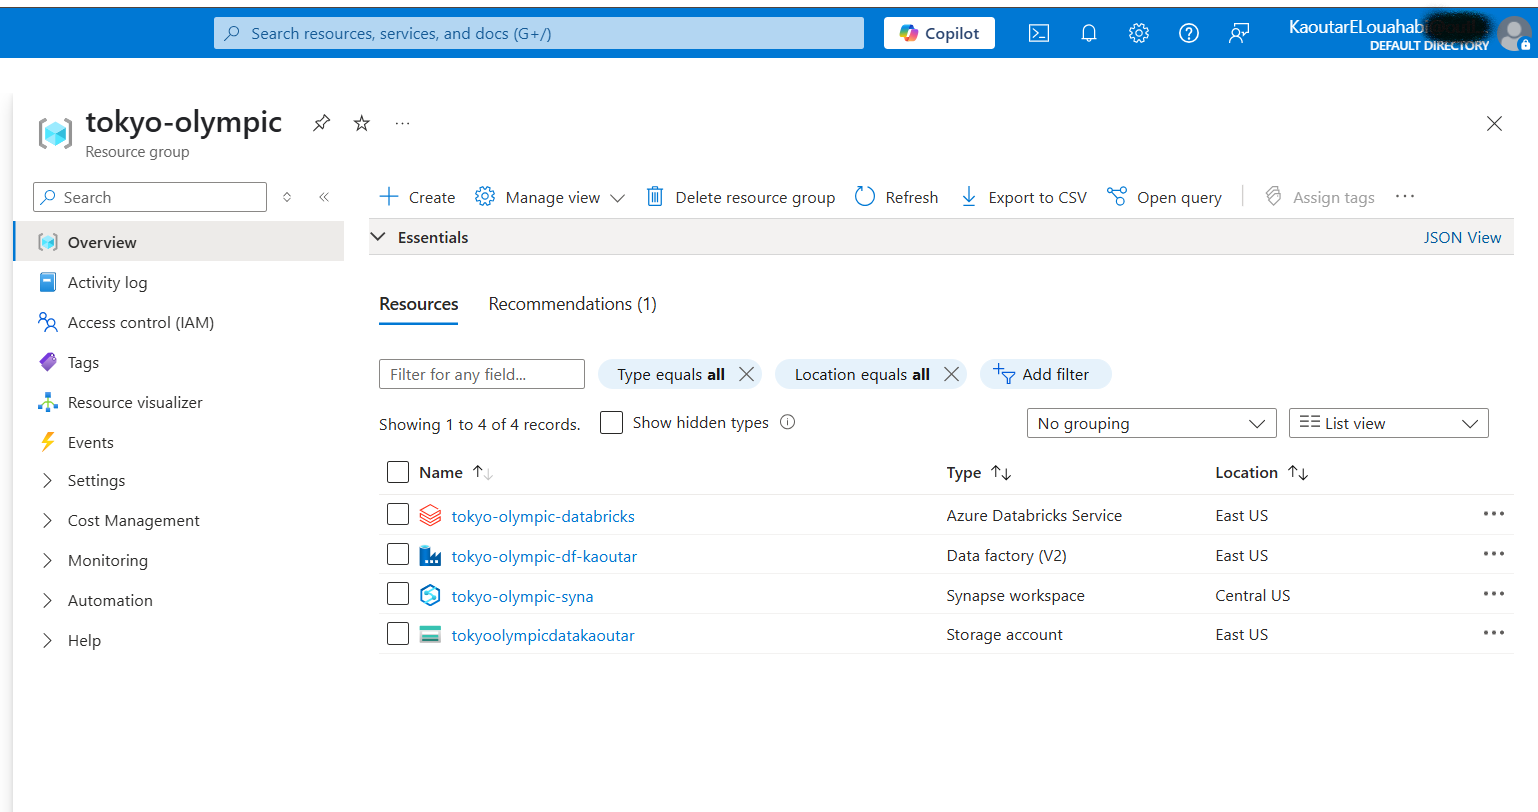 Search resources, services, and docs (G+/)
Copilot
KaoutarELouahabi
DEFAULT DIRECTORY
tokyo-olympic
Resource group
Search
Create
Manage view
Delete resource group
Refresh
Export to CSV
Open query
Assign tags
Essentials
JSON View
Overview
Activity log
Access control (IAM)
Tags
Resource visualizer
Events
Settings
Cost Management
Monitoring
Automation
Help
Resources
Recommendations (1)
Filter for any field...
Type equals all
Location equals all
Add filter
Showing 1 to 4 of 4 records.
Show hidden types
No grouping
List view
Name Type Location
tokyo-olympic-databricks Azure Databricks Service East US
tokyo-olympic-df-kaoutar Data factory (V2) East US
tokyo-olympic-syna Synapse workspace Central US
tokyoolympicdatakaoutar Storage account East US